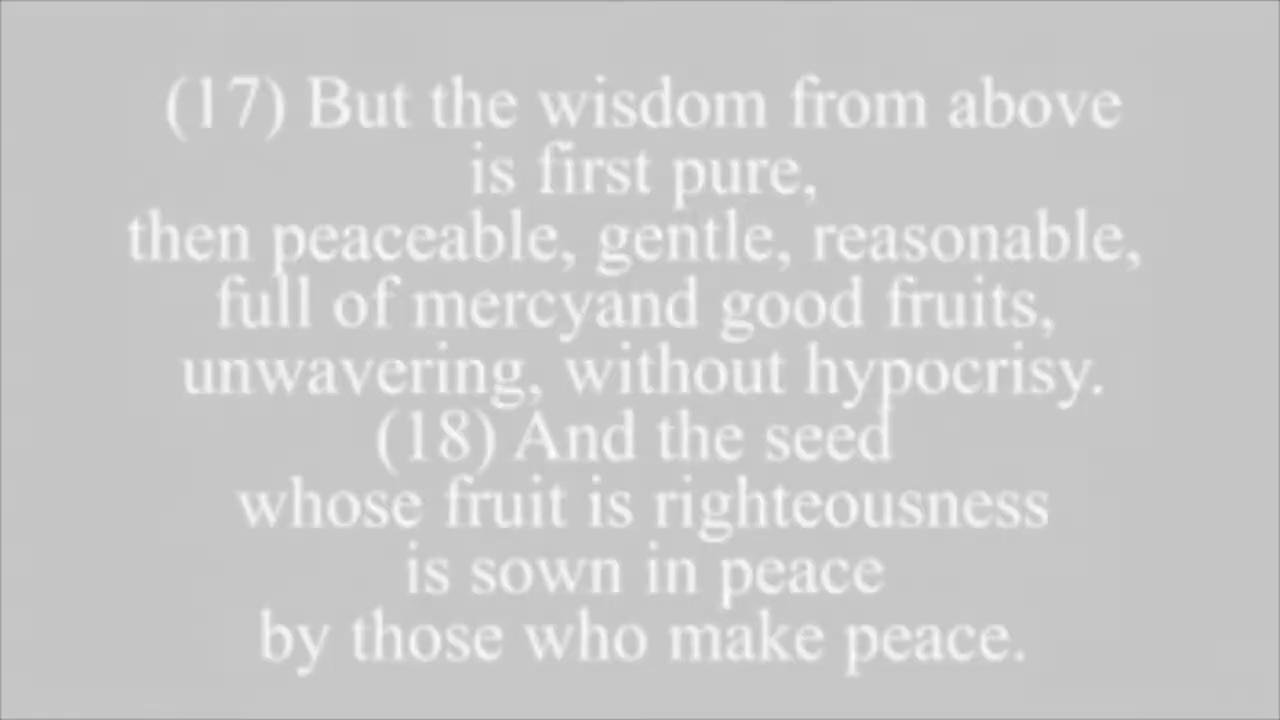 (17) But the wisdom from above
is first pure,
then peaceable, gentle, reasonable,
full of mercyand good fruits,
unwavering, without hypocrisy.
(18) And the seed
whose fruit is righteousness
is sown in peace
by those who make peace.